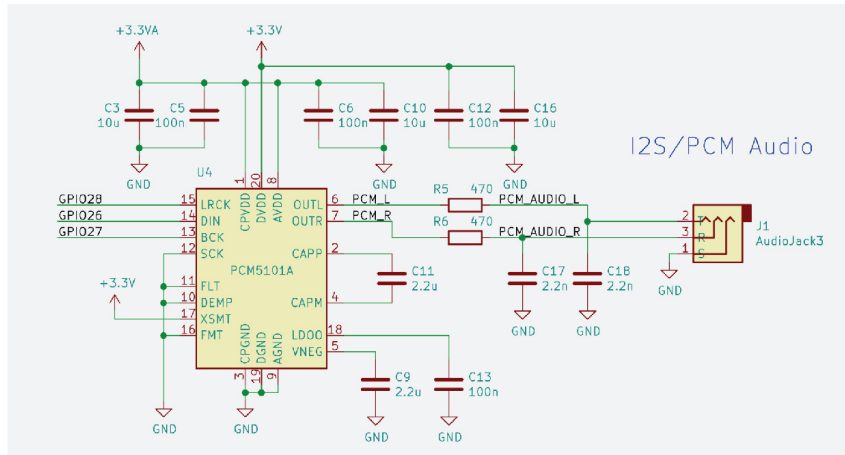 +3.3VA +3.3V
C3 10u
C5 100n
C6 100n
C10 10u
C12 100n
C16 10u
I2S/PCM Audio
GND GND GND GND
U4
1 20 8
CPVDD DVDD AVDD
GPIO28 15 LRCK
GPIO26 14 DIN
GPIO27 13 BCK
12 SCK
11 FLT
10 DEMP
17 XSMT
16 FMT
+3.3V
PCM5101A
OUTL 6 PCM_L R5 470 PCM_AUDIO_L
OUTR 7 PCM_R R6 470 PCM_AUDIO_R
CAPP 2
C11 2.2u
CAPM 4
LDOO 18
VNEG 5
CPGND DGND AGND
3 19 9
C17 2.2n
C18 2.2n
2 T
3 R
1 S
J1
AudioJack3
GND
GND GND
C9 2.2u
C13 100n
GND GND GND GND